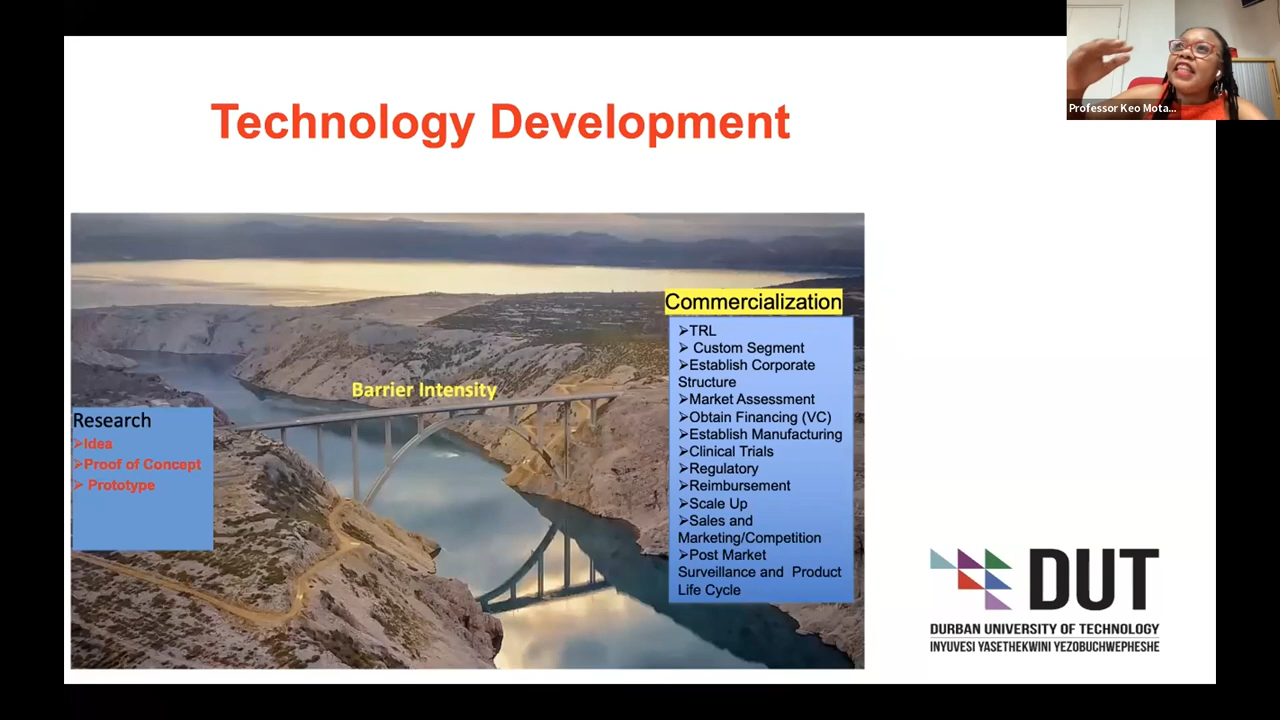 Professor Keo Mota...
Technology Development
Commercialization
➢TRL
➢ Custom Segment
➢Establish Corporate
Structure
➢Market Assessment
➢Obtain Financing (VC)
➢Establish Manufacturing
➢Clinical Trials
➢Regulatory
➢Reimbursement
➢Scale Up
➢Sales and
Marketing/Competition
➢Post Market
Surveillance and Product
Life Cycle
Barrier Intensity
Research
➢Idea
➢Proof of Concept
➢ Prototype
DUT
DURBAN UNIVERSITY OF TECHNOLOGY
INYUVESI YASETHEKWINI YEZOBUCHWEPHESHE